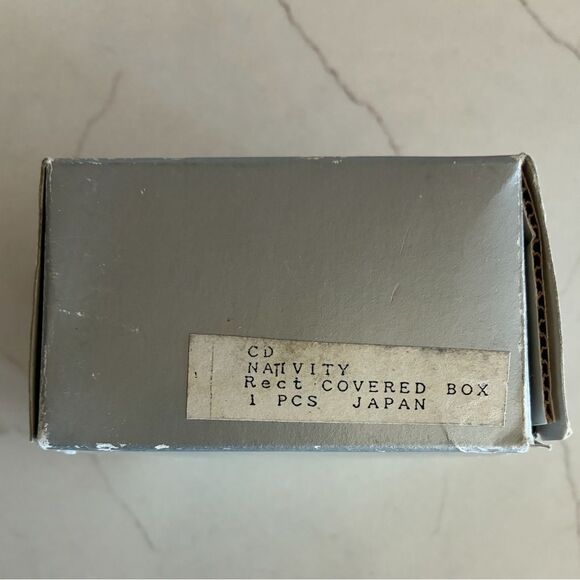 CD
NATIVITY
Rect COVERED BOX
1 PCS JAPAN